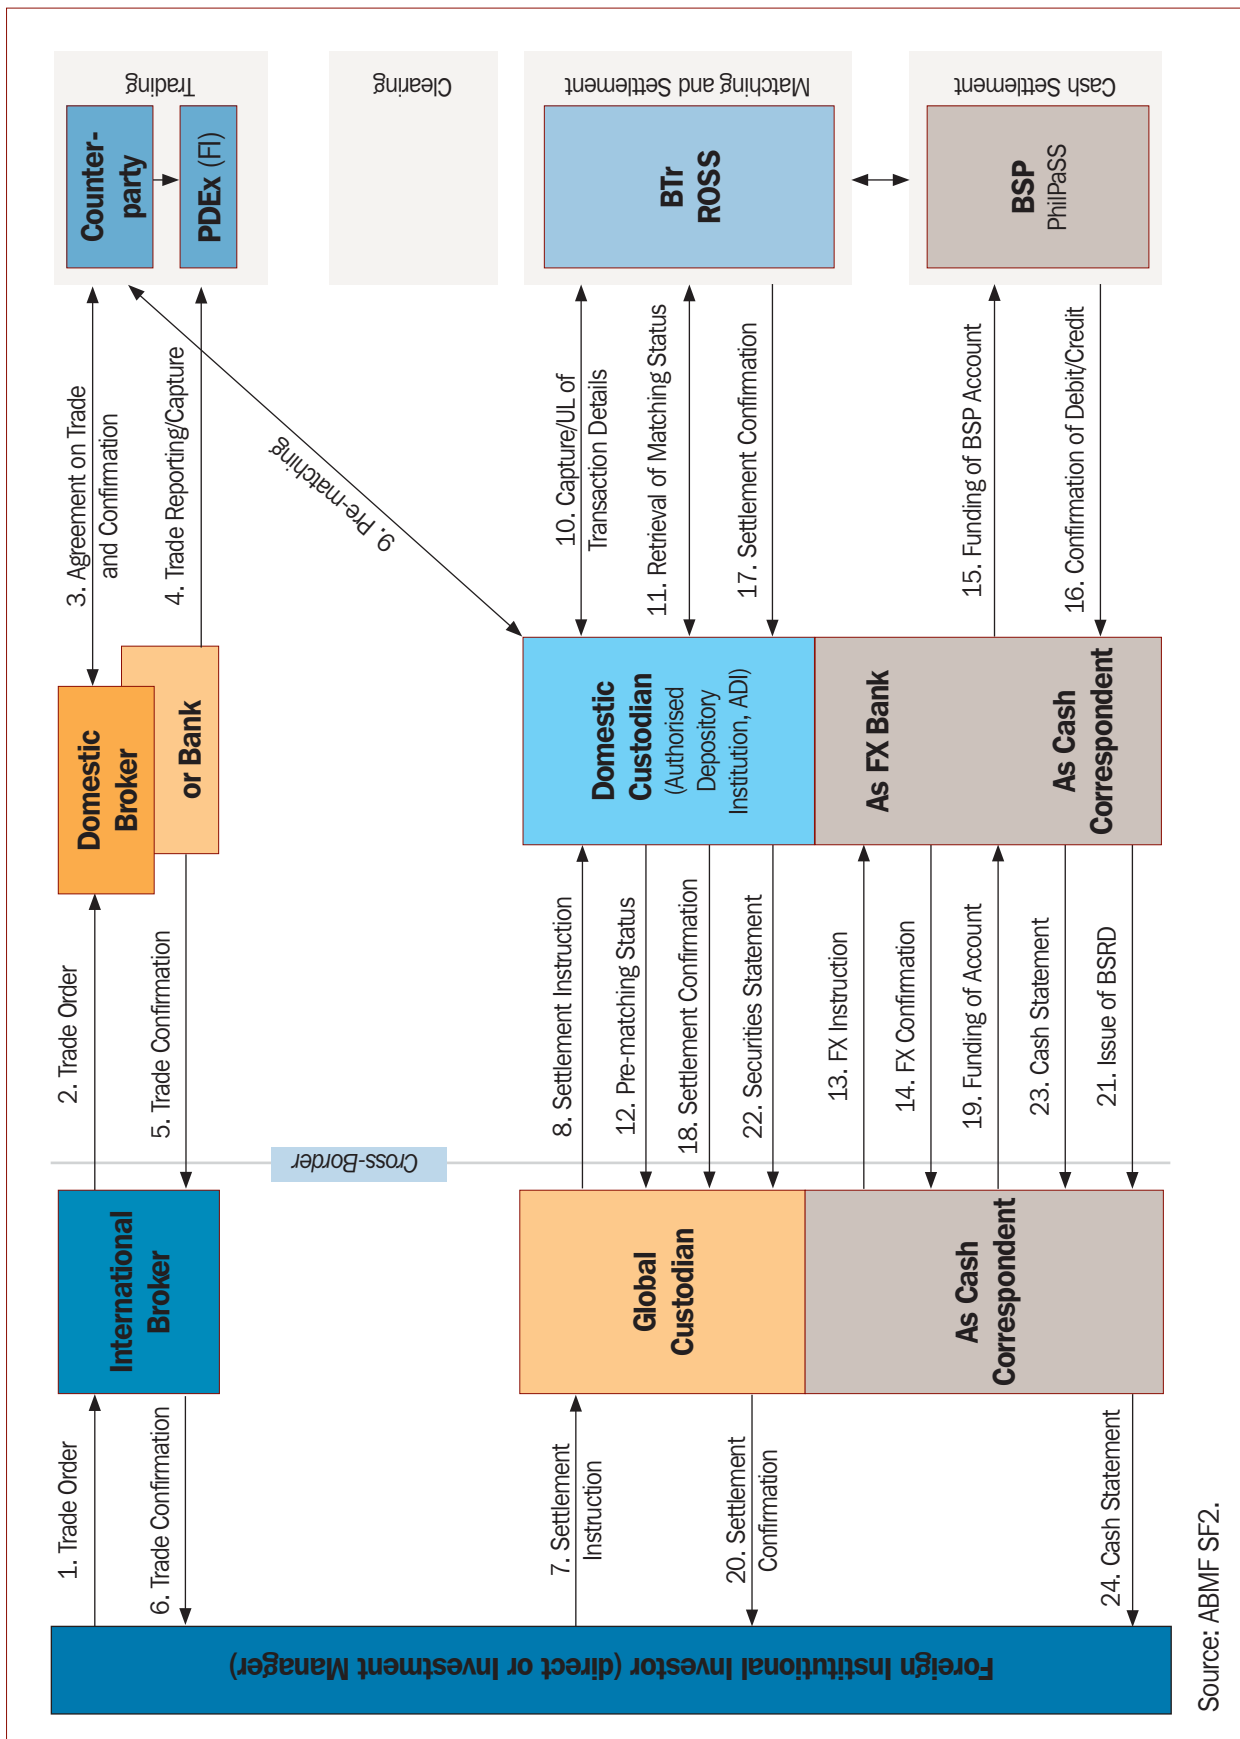 Foreign Institutional Investor (direct or Investment Manager)
1. Trade Order
6. Trade Confirmation
7. Settlement
Instruction
20. Settlement
Confirmation
24. Cash Statement
International
Broker
Global
Custodian
As Cash
Correspondent
Cross-Border
2. Trade Order
5. Trade Confirmation
8. Settlement Instruction
12. Pre-matching Status
18. Settlement Confirmation
22. Securities Statement
13. FX Instruction
14. FX Confirmation
19. Funding of Account
23. Cash Statement
21. Issue of BSRD
Domestic
Broker
or Bank
Domestic
Custodian
(Authorised
Depository
Institution, ADI)
As FX Bank
As Cash
Correspondent
3. Agreement on Trade
and Confirmation
4. Trade Reporting/Capture
9. Pre-matching
10. Capture/UL of
Transaction Details
11. Retrieval of Matching Status
17. Settlement Confirmation
15. Funding of BSP Account
16. Confirmation of Debit/Credit
Trading
Counter-
party
PDEx (FI)
Clearing
Matching and Settlement
BTr
ROSS
Cash Settlement
BSP
PhilPaSS
Source: ABMF SF2.